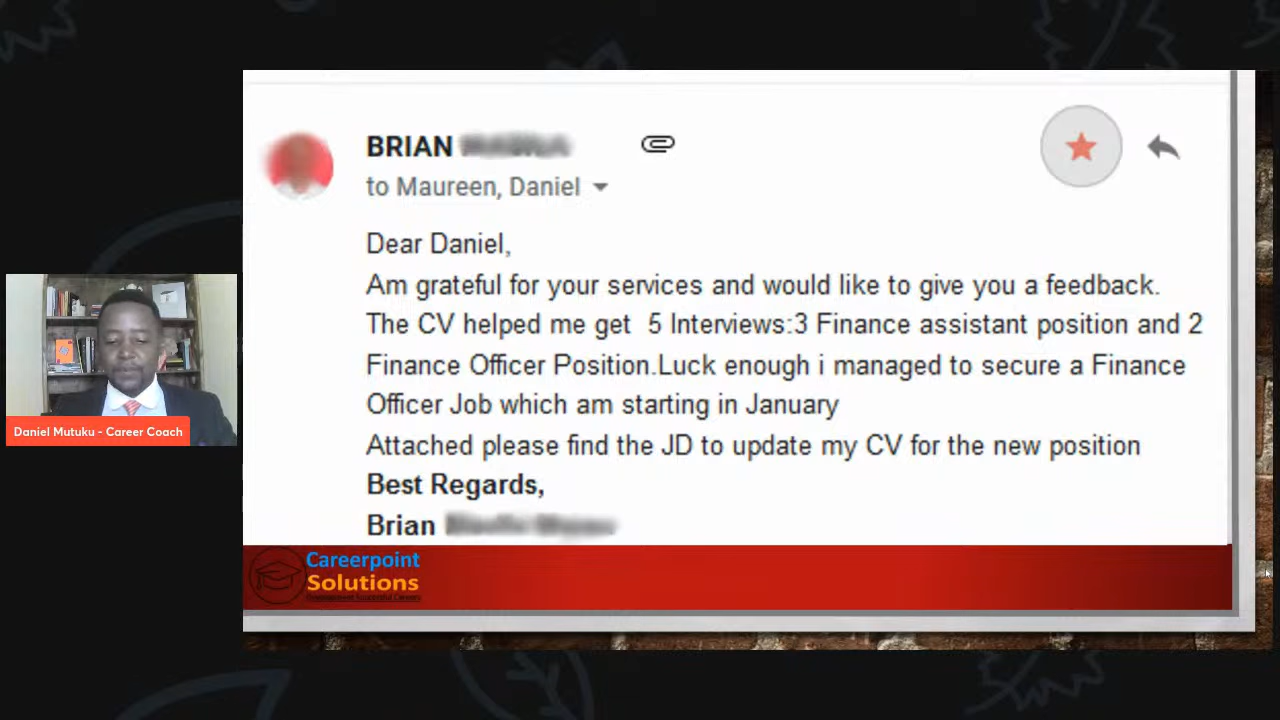 BRIAN
to Maureen, Daniel
Dear Daniel,
Am grateful for your services and would like to give you a feedback.
The CV helped me get  5 Interviews:3 Finance assistant position and 2
Finance Officer Position.Luck enough i managed to secure a Finance
Officer Job which am starting in January
Attached please find the JD to update my CV for the new position
Best Regards,
Brian
Daniel Mutuku - Career Coach
Careerpoint
Solutions